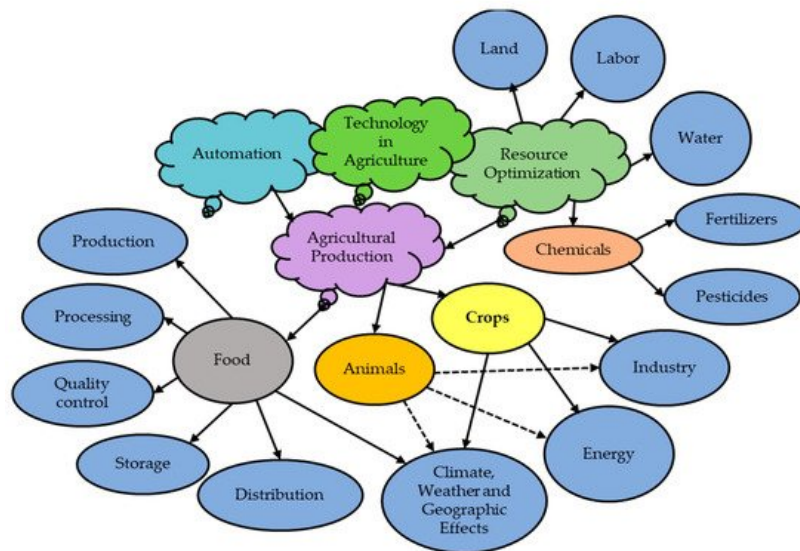 Land
Labor
Technology
in
Agriculture
Automation
Resource
Optimization
Water
Fertilizers
Production
Agricultural
Production
Chemicals
Pesticides
Processing
Crops
Food
Animals
Industry
Quality
control
Storage
Distribution
Climate,
Weather and
Geographic
Effects
Energy